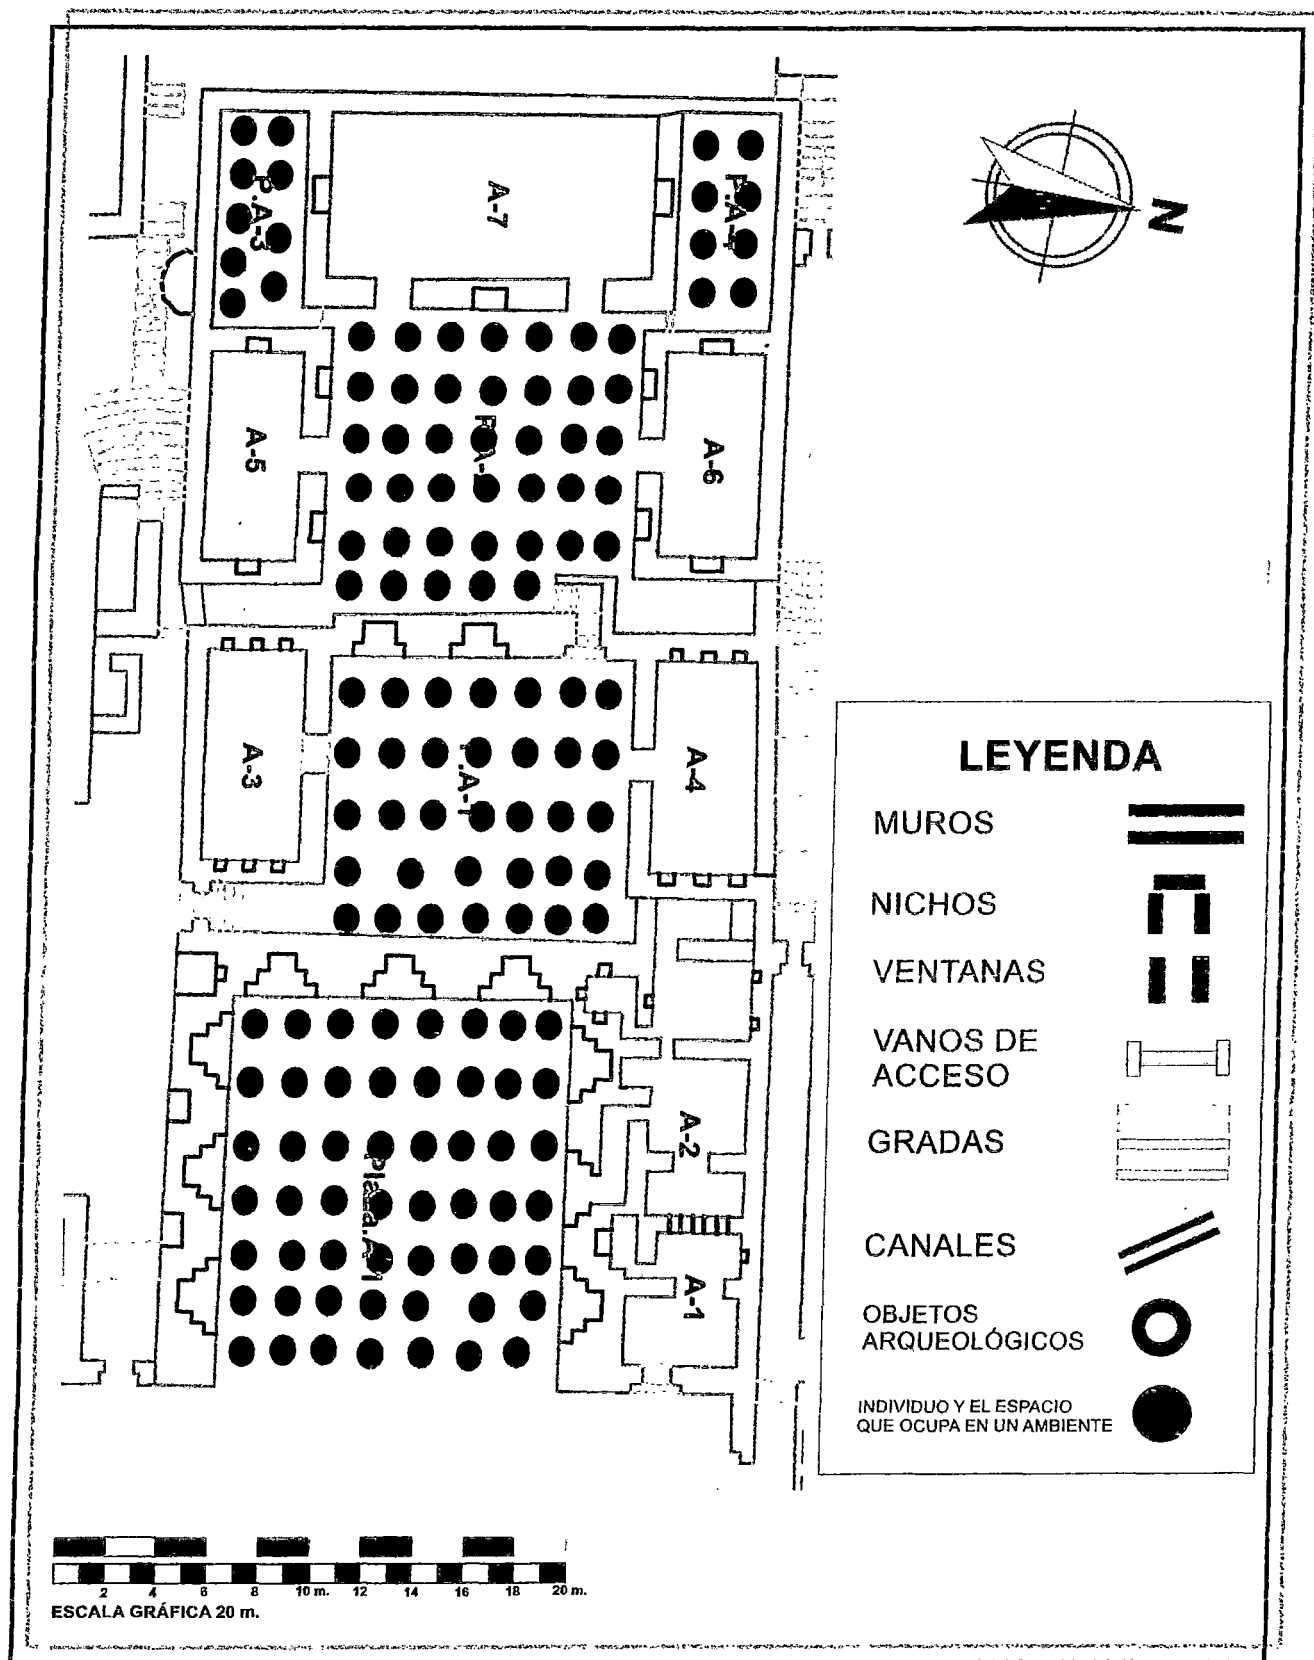 P.A-3
A-7
P.A-4
N
A-5
A-6
A-3
P.A-1
A-4
A-2
A-1
LEYENDA
MUROS
NICHOS
VENTANAS
VANOS DE
ACCESO
GRADAS
CANALES
OBJETOS
ARQUEOLÓGICOS
INDIVIDUO Y EL ESPACIO
QUE OCUPA EN UN AMBIENTE
2 4 6 8 10 m. 12 14 16 18 20 m.
ESCALA GRÁFICA 20 m.